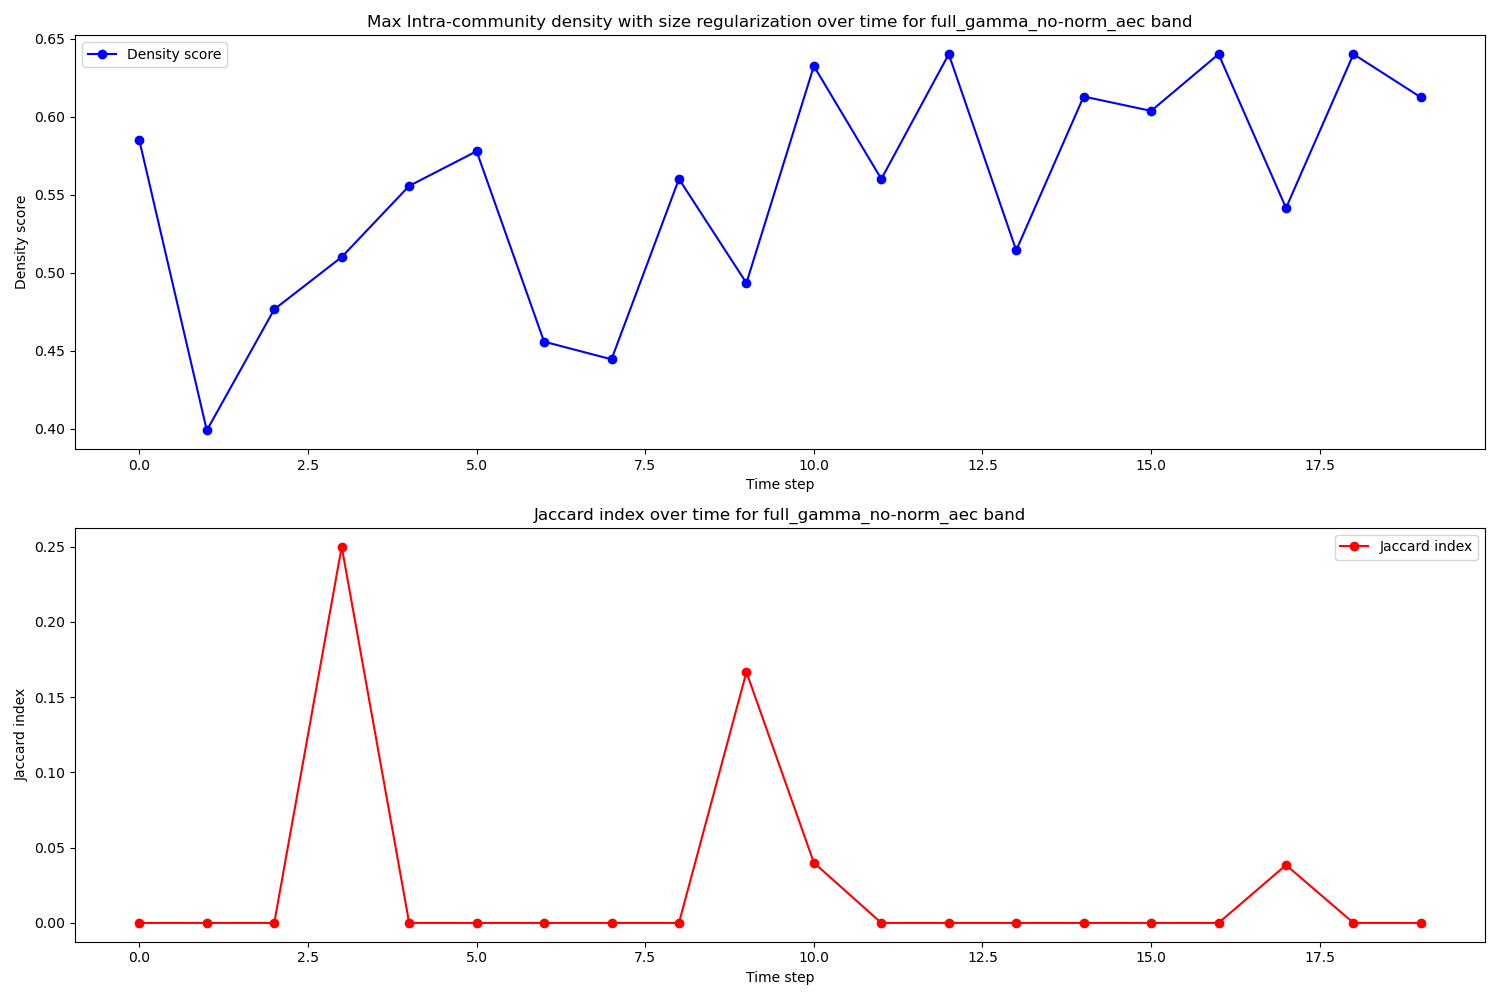 Max Intra-community density with size regularization over time for full_gamma_no-norm_aec band
Density score
0.65
0.60
0.55
0.50
0.45
0.40
Density score
0.0 2.5 5.0 7.5 10.0 12.5 15.0 17.5
Time step
Jaccard index over time for full_gamma_no-norm_aec band
Jaccard index
0.25
0.20
0.15
0.10
0.05
0.00
Jaccard index
0.0 2.5 5.0 7.5 10.0 12.5 15.0 17.5
Time step